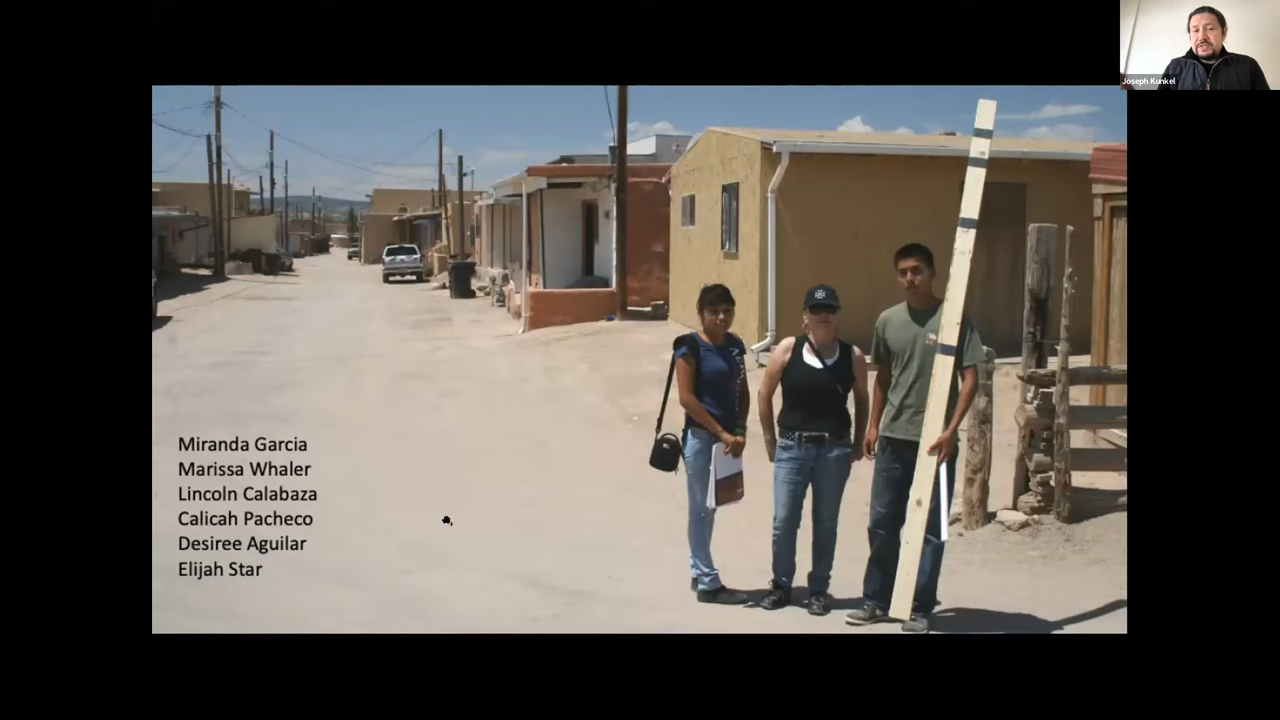 Joseph Kunkel
Miranda Garcia
Marissa Whaler
Lincoln Calabaza
Calicah Pacheco
Desiree Aguilar
Elijah Star